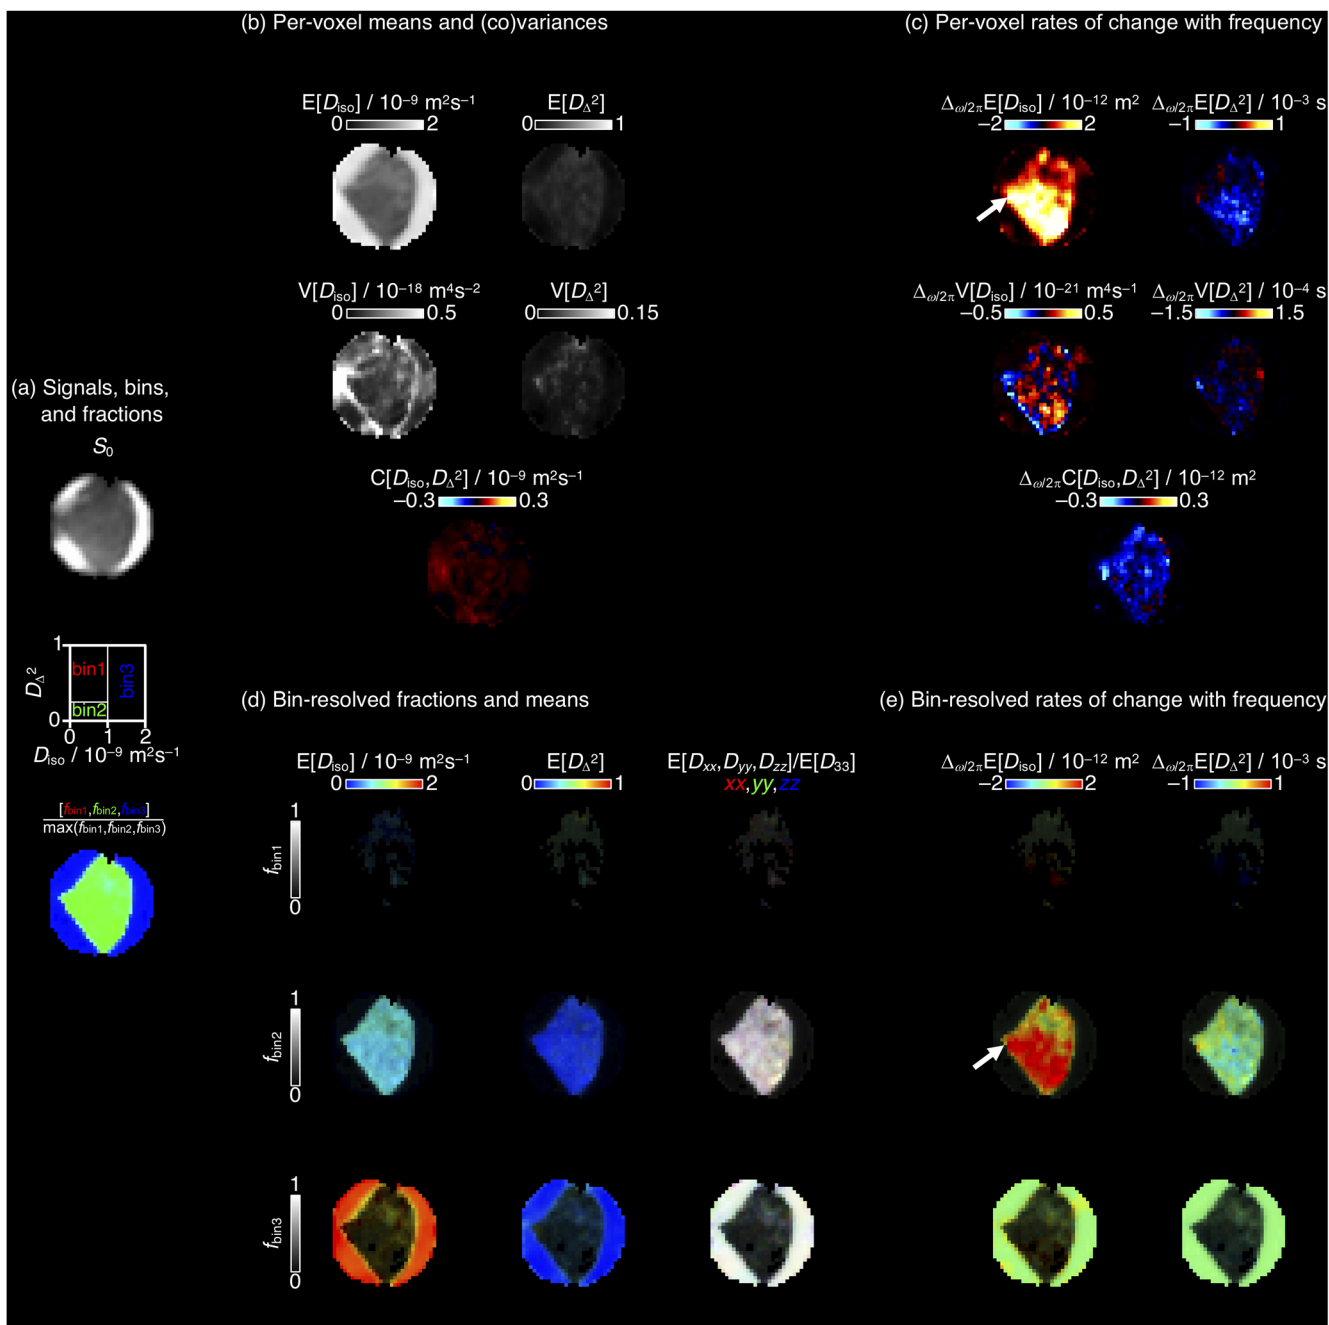 (b) Per-voxel means and (co)variances
(c) Per-voxel rates of change with frequency
E[Diso] / 10−9 m2s−1
0 2
E[DΔ2]
0 1
Δω/2πE[Diso] / 10−12 m2
−2 2
Δω/2πE[DΔ2] / 10−3 s
−1 1
V[Diso] / 10−18 m4s−2
0 0.5
V[DΔ2]
0 0.15
Δω/2πV[Diso] / 10−21 m4s−1
−0.5 0.5
Δω/2πV[DΔ2] / 10−4 s
−1.5 1.5
(a) Signals, bins,
and fractions
S0
C[Diso,DΔ2] / 10−9 m2s−1
−0.3 0.3
Δω/2πC[Diso,DΔ2] / 10−12 m2
−0.3 0.3
1
DΔ2
bin1
bin2
bin3
0
0 1 2
Diso / 10−9 m2s−1
[fbin1,fbin2,fbin3]
max(fbin1,fbin2,fbin3)
(d) Bin-resolved fractions and means
(e) Bin-resolved rates of change with frequency
E[Diso] / 10−9 m2s−1
0 2
E[DΔ2]
0 1
E[Dxx,Dyy,Dzz]/E[D33]
xx,yy,zz
Δω/2πE[Diso] / 10−12 m2
−2 2
Δω/2πE[DΔ2] / 10−3 s
−1 1
1
fbin1
0
1
fbin2
0
1
fbin3
0